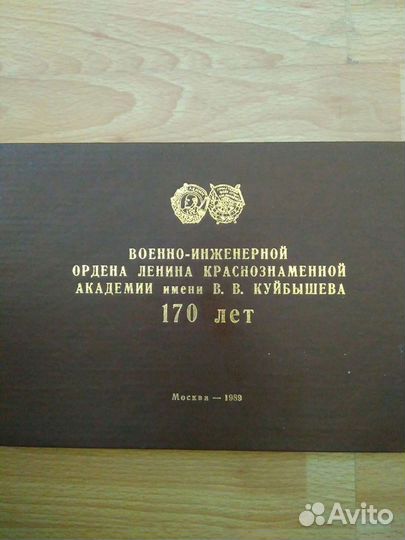 ВОЕННО-ИНЖЕНЕРНОЙ
ОРДЕНА ЛЕНИНА КРАСНОЗНАМЕННОЙ
АКАДЕМИИ имени В. В. КУЙБЫШЕВА
170 лет
Москва — 1989
Avito